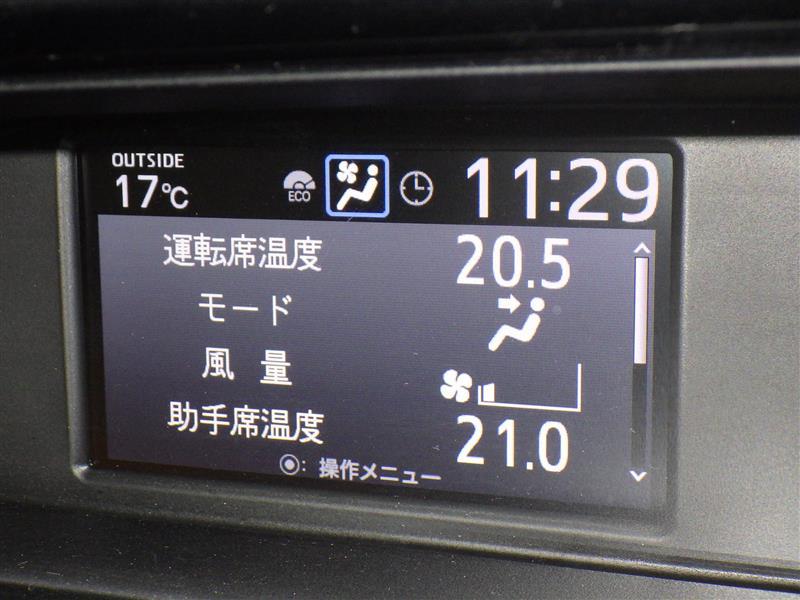 OUTSIDE
17℃
ECO
11:29
運転席温度 20.5
モード
風量
助手席温度 21.0
◉: 操作メニュー